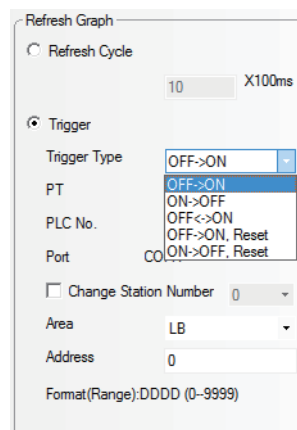 Refresh Graph
Refresh Cycle
10 X100ms
Trigger
Trigger Type OFF->ON
OFF->ON
PT ON->OFF
OFF<->ON
PLC No. OFF->ON, Reset
Port ON->OFF, Reset
Change Station Number 0
Area LB
Address 0
Format(Range):DDDD (0--9999)